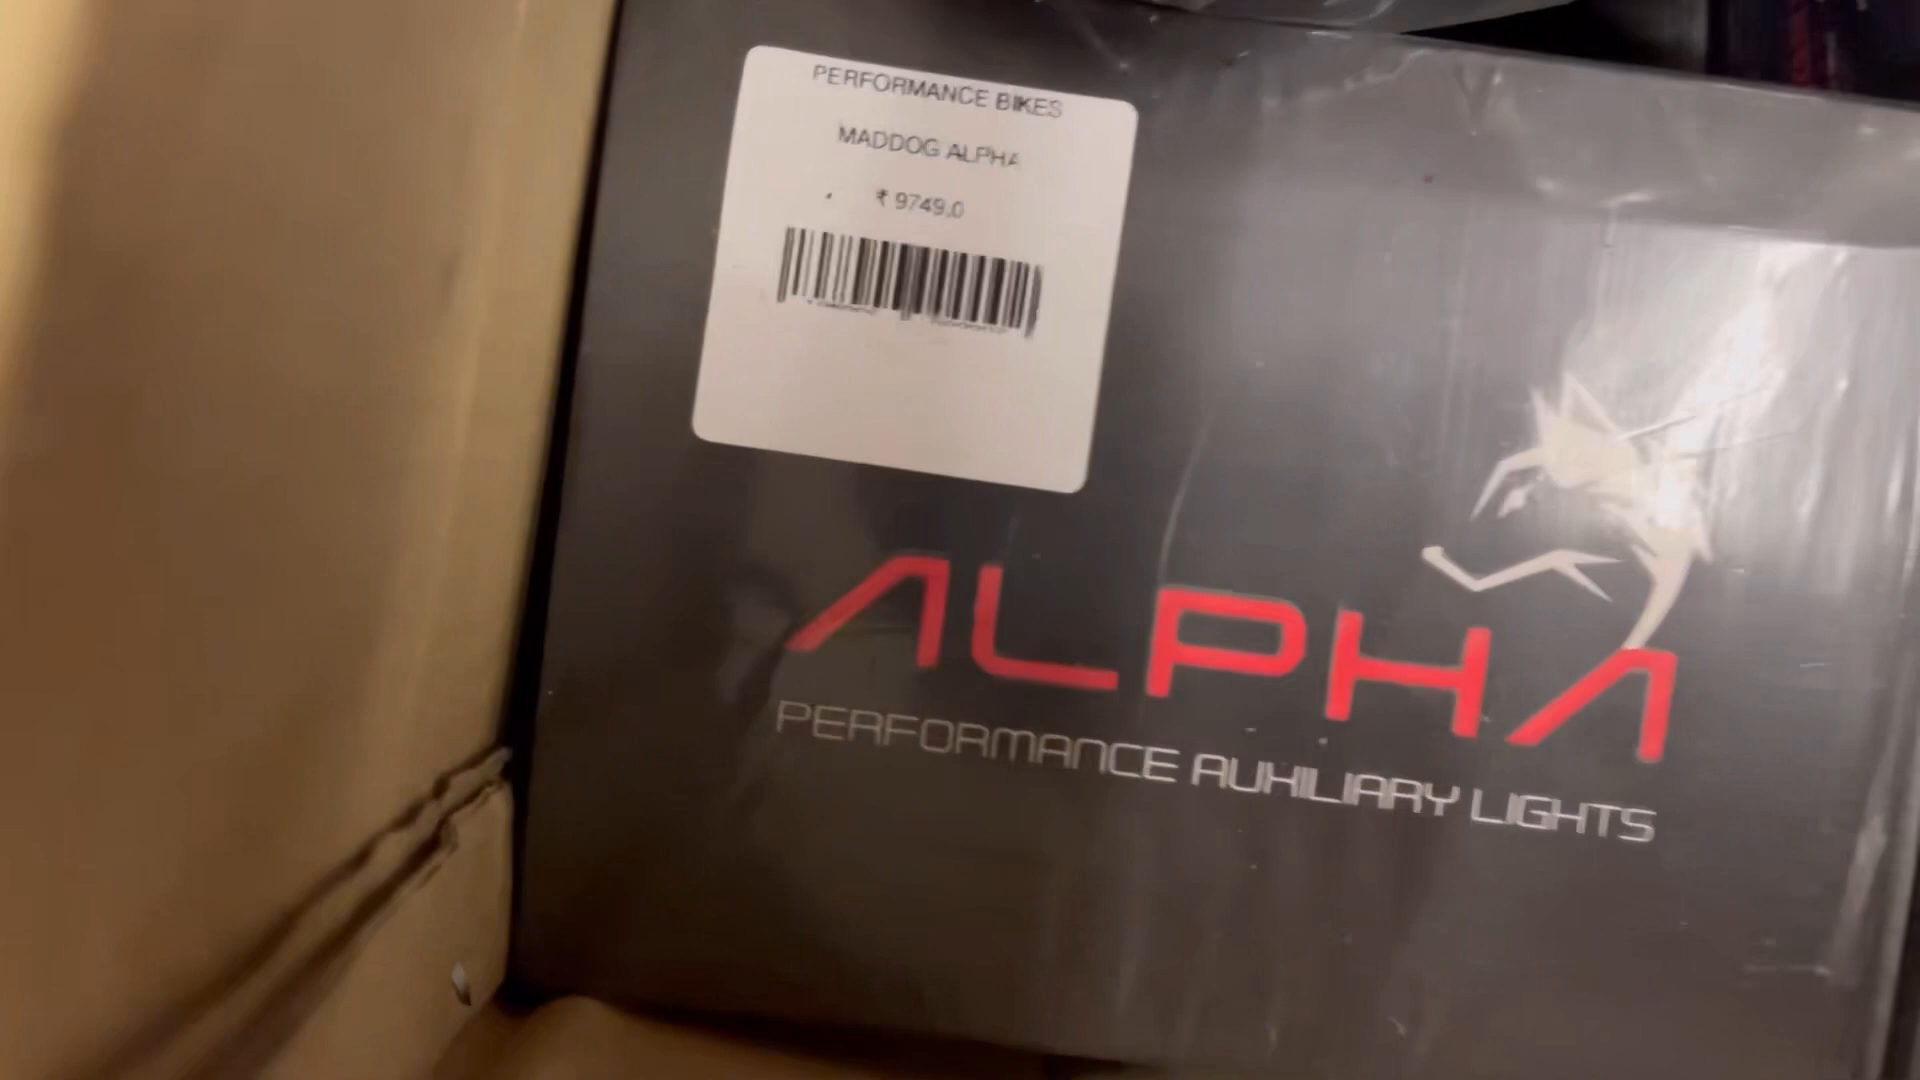 PERFORMANCE BIKES
MADDOG ALPHA
₹ 9749.0
ALPHA
PERFORMANCE AUXILIARY LIGHTS